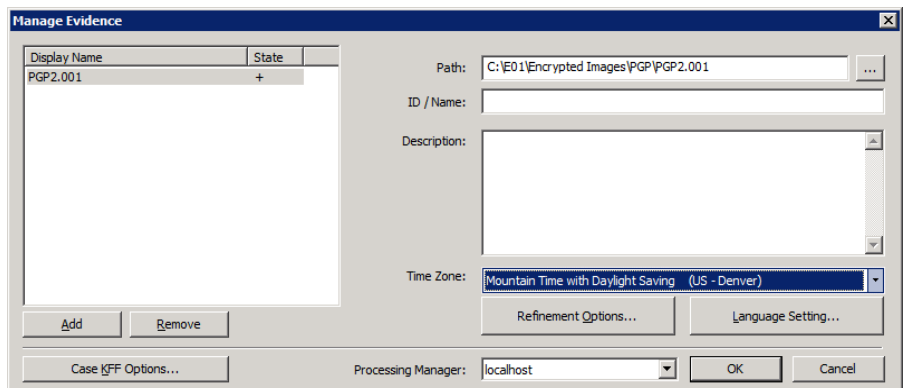 Manage Evidence
Display Name State
PGP2.001 +
Add Remove
Path: C:\E01\Encrypted Images\PGP\PGP2.001 ...
ID / Name:
Description:
Time Zone: Mountain Time with Daylight Saving (US - Denver)
Refinement Options... Language Setting...
Case KFF Options... Processing Manager: localhost OK Cancel